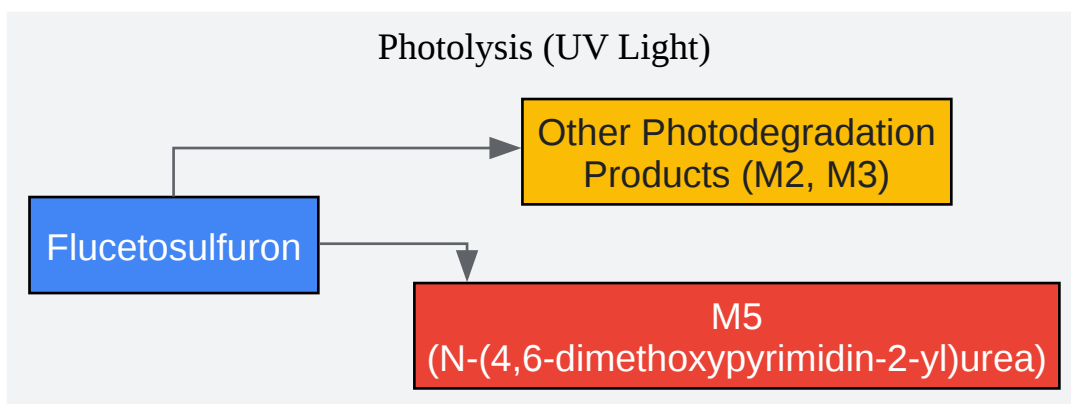 Photolysis (UV Light)
Other Photodegradation
Products (M2, M3)
Flucetosulfuron
M5
(N-(4,6-dimethoxypyrimidin-2-yl)urea)